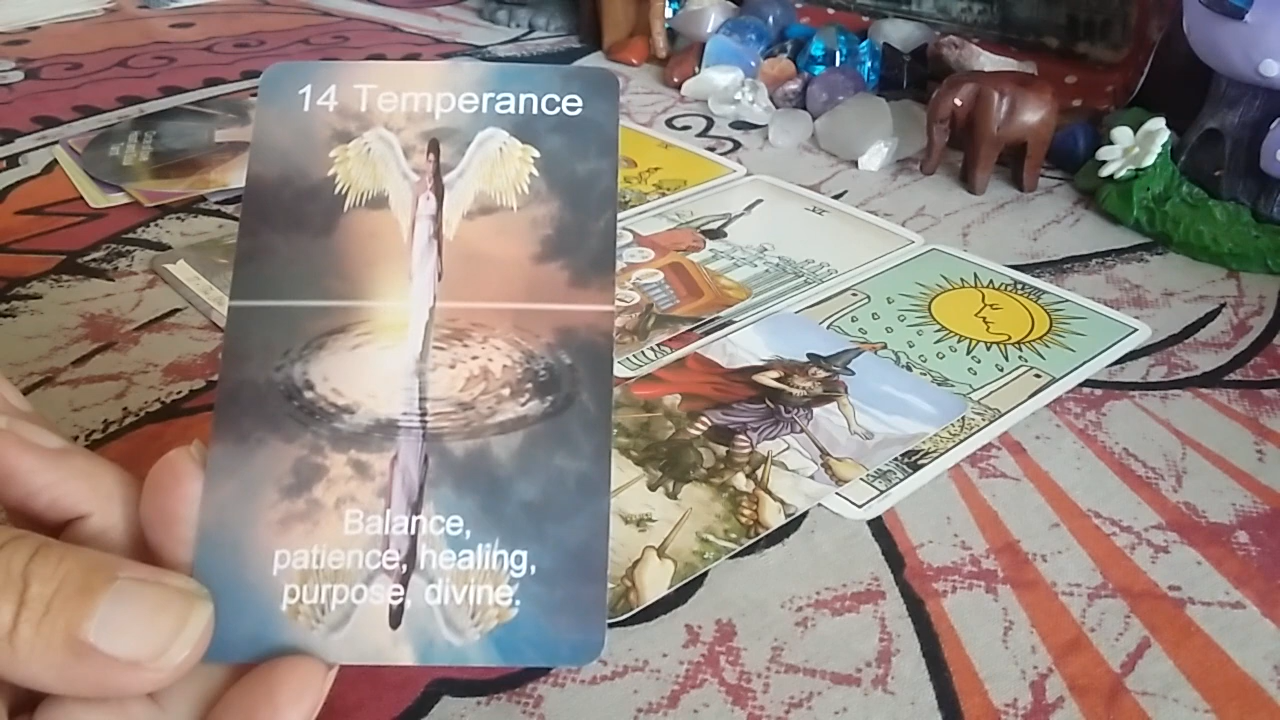 14 Temperance
Balance,
patience, healing,
purpose, divine.